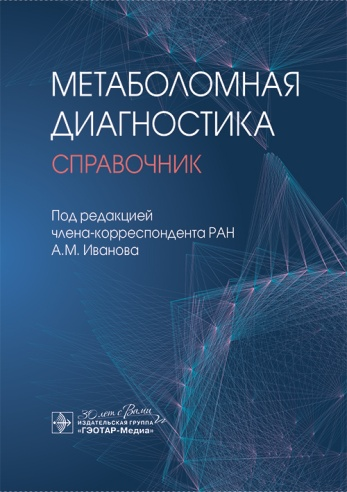 МЕТАБОЛОМНАЯ
ДИАГНОСТИКА
СПРАВОЧНИК
Под редакцией
члена-корреспондента РАН
А.М. Иванова
30 лет с Вами
ИЗДАТЕЛЬСКАЯ ГРУППА
«ГЭОТАР-Медиа»